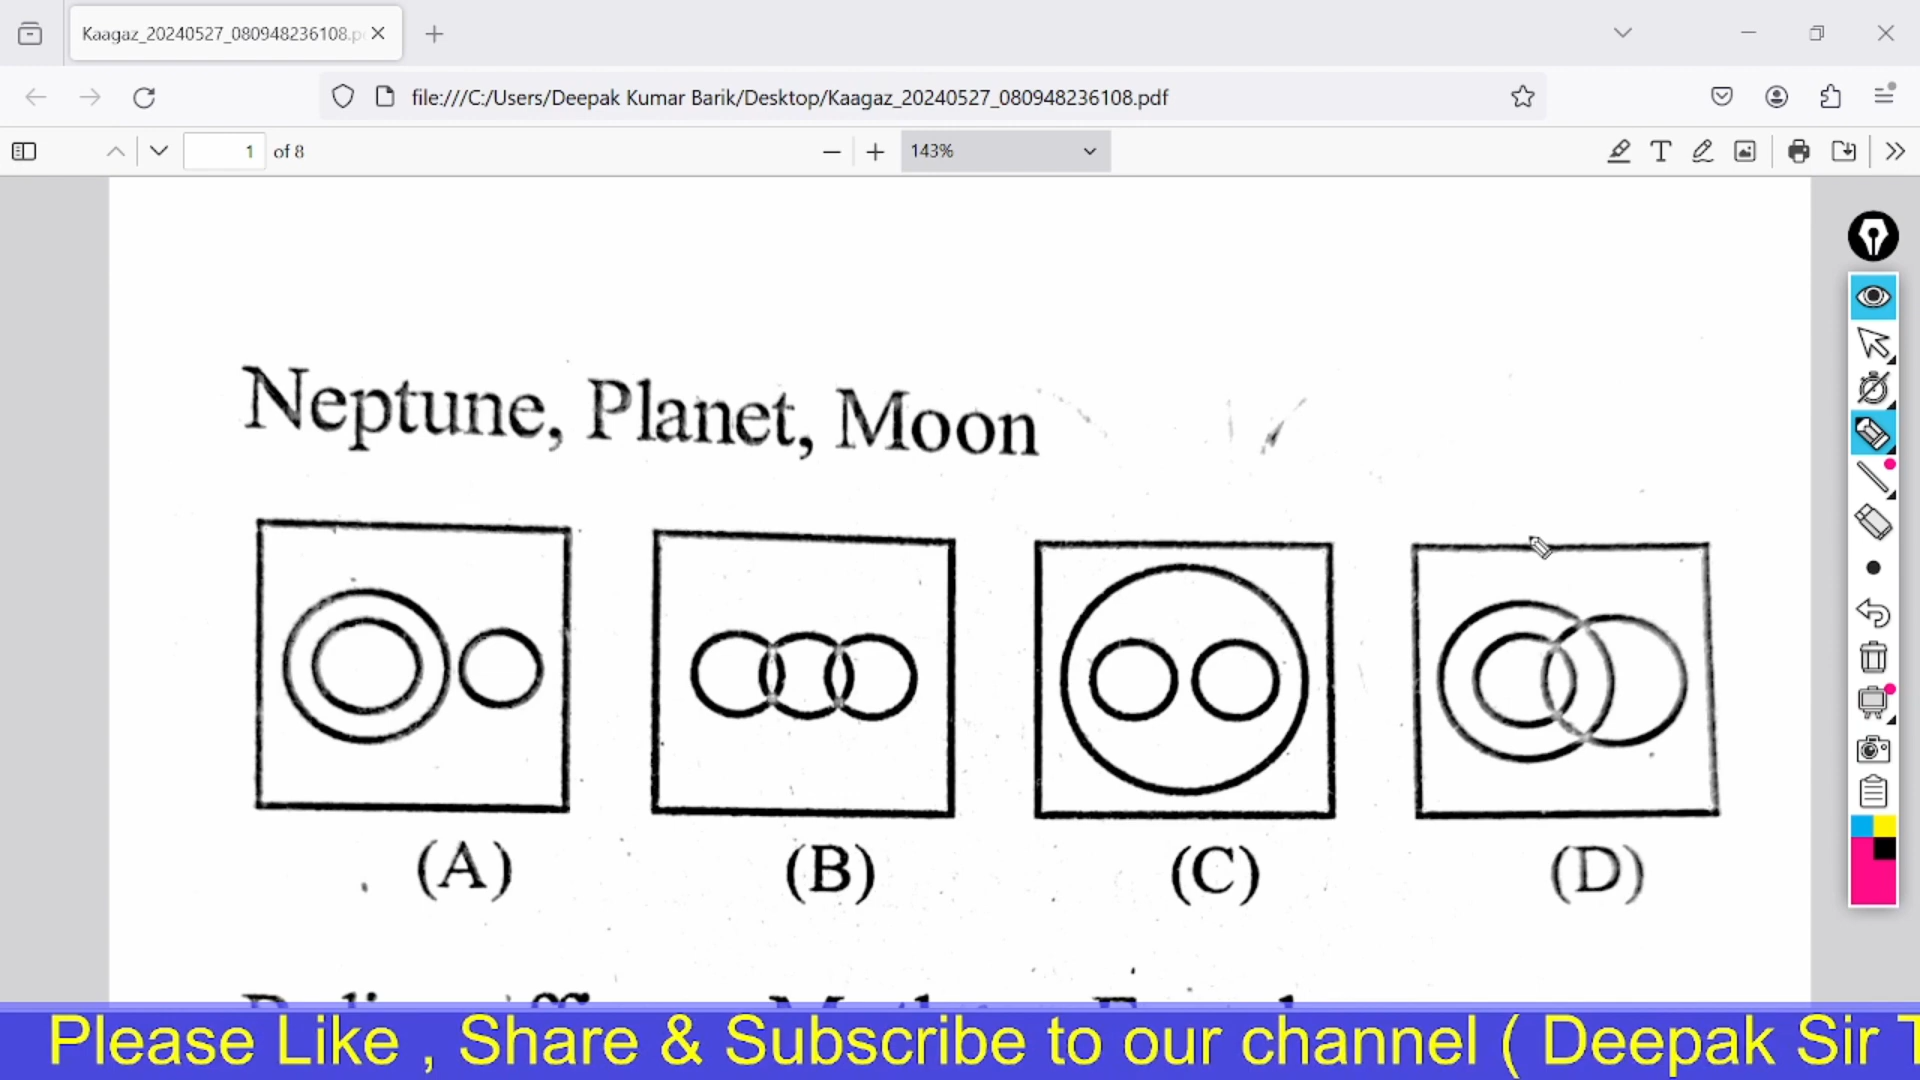 Kaagaz_20240527_080948236108.p
file:///C:/Users/Deepak Kumar Barik/Desktop/Kaagaz_20240527_080948236108.pdf
1 of 8
143%
Neptune, Planet, Moon
(A) (B) (C) (D)
Please Like , Share & Subscribe to our channel ( Deepak Sir T